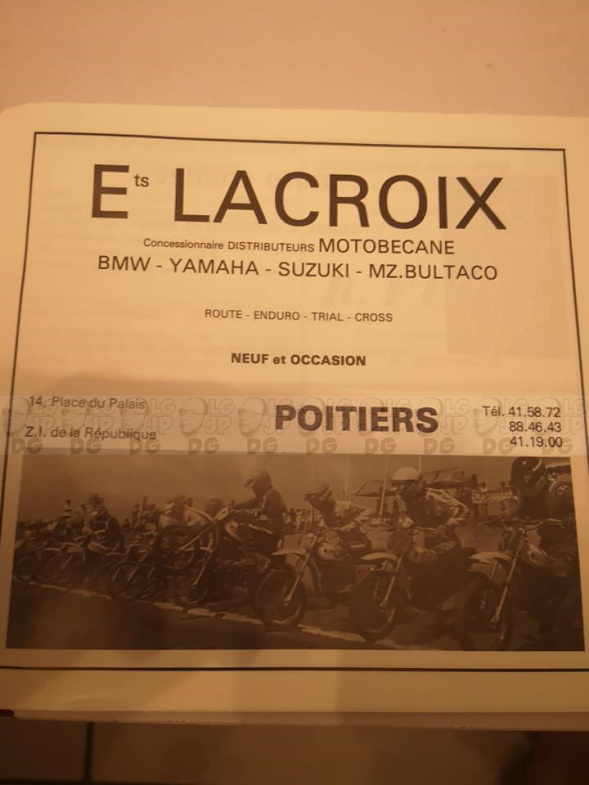 Ets LACROIX
Concessionnaire DISTRIBUTEURS MOTOBECANE
BMW - YAMAHA - SUZUKI - MZ.BULTACO
ROUTE - ENDURO - TRIAL - CROSS
NEUF et OCCASION
14, Place du Palais
Z.I. de la République
POITIERS
Tél. 41.58.72
88.46.43
41.19.00